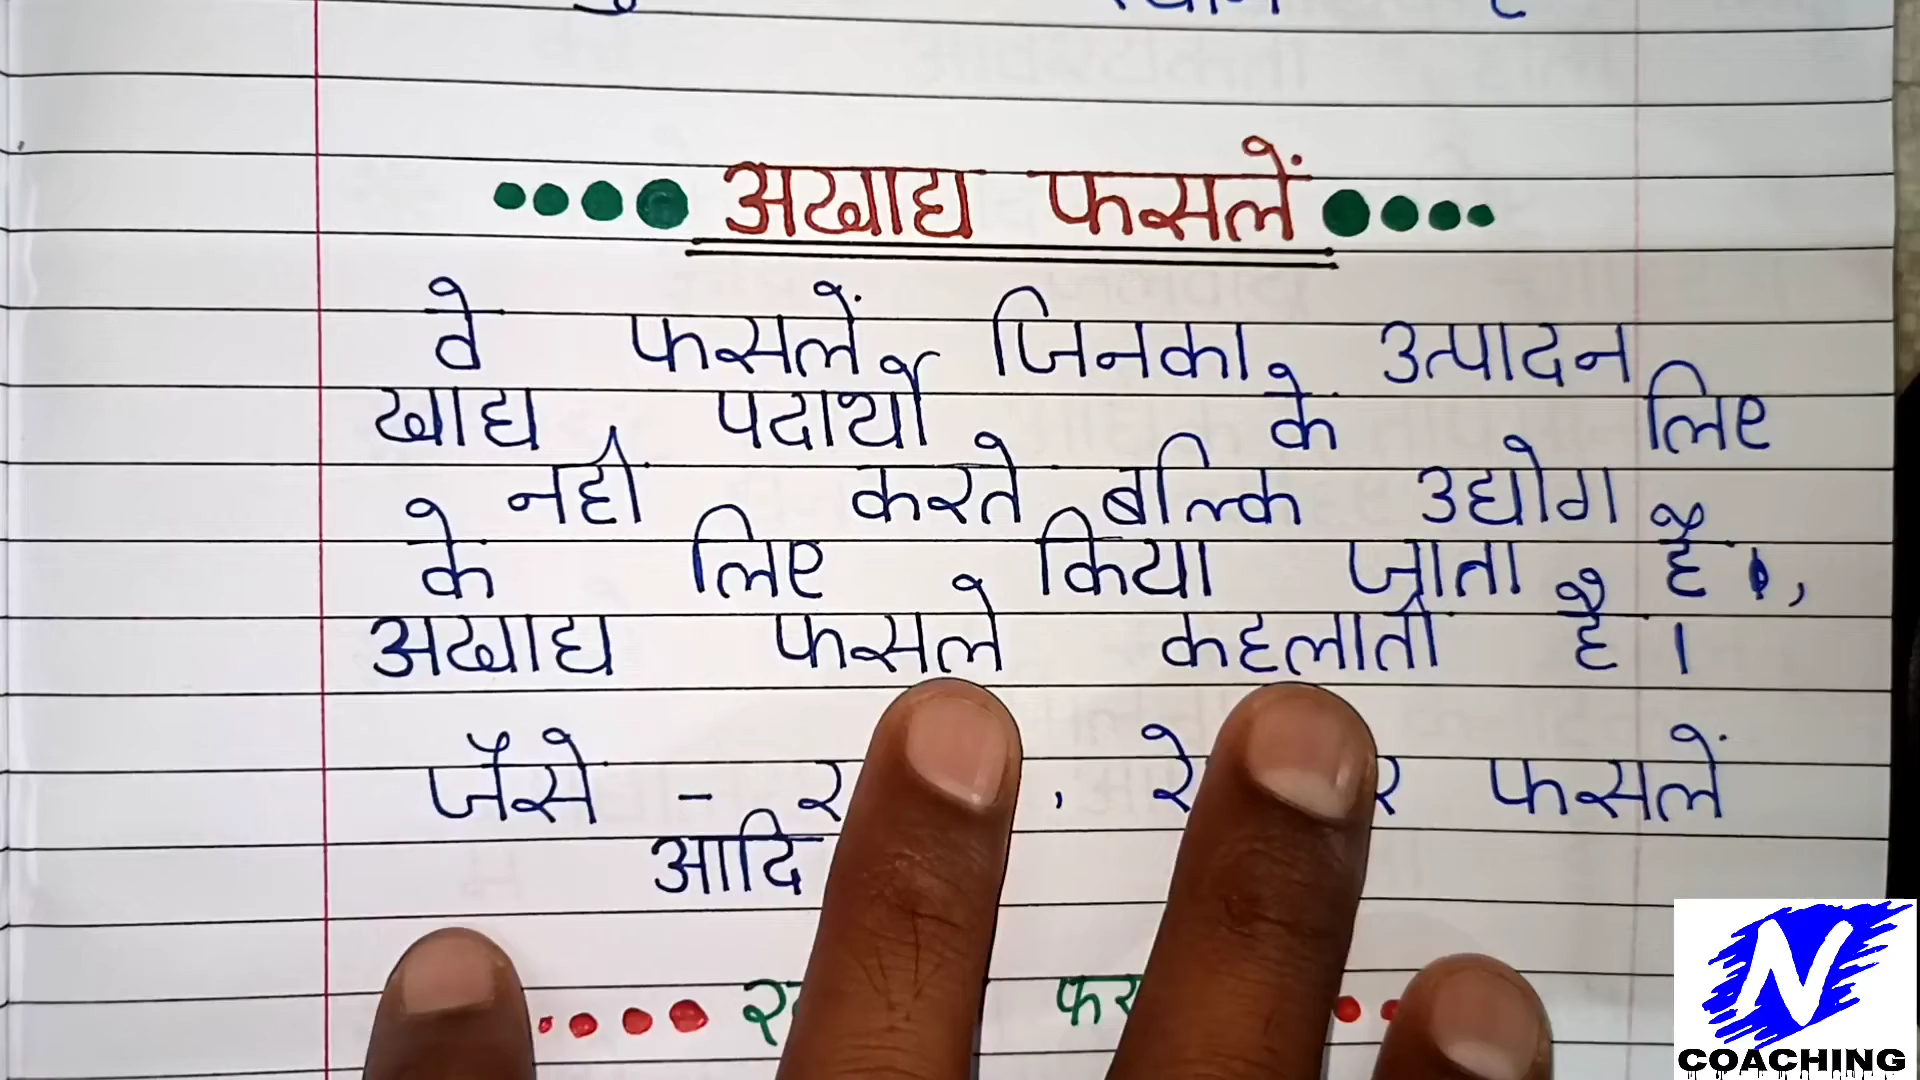 अखाद्य फसलें
वे फसलें जिनका उत्पादन
खाद्य पदार्थो के लिए
नही करते बल्कि उद्योग
के लिए किया जाता है।,
अखाद्य फसले कहलाती है।
जैसे - फसलें
आदि
N
COACHING